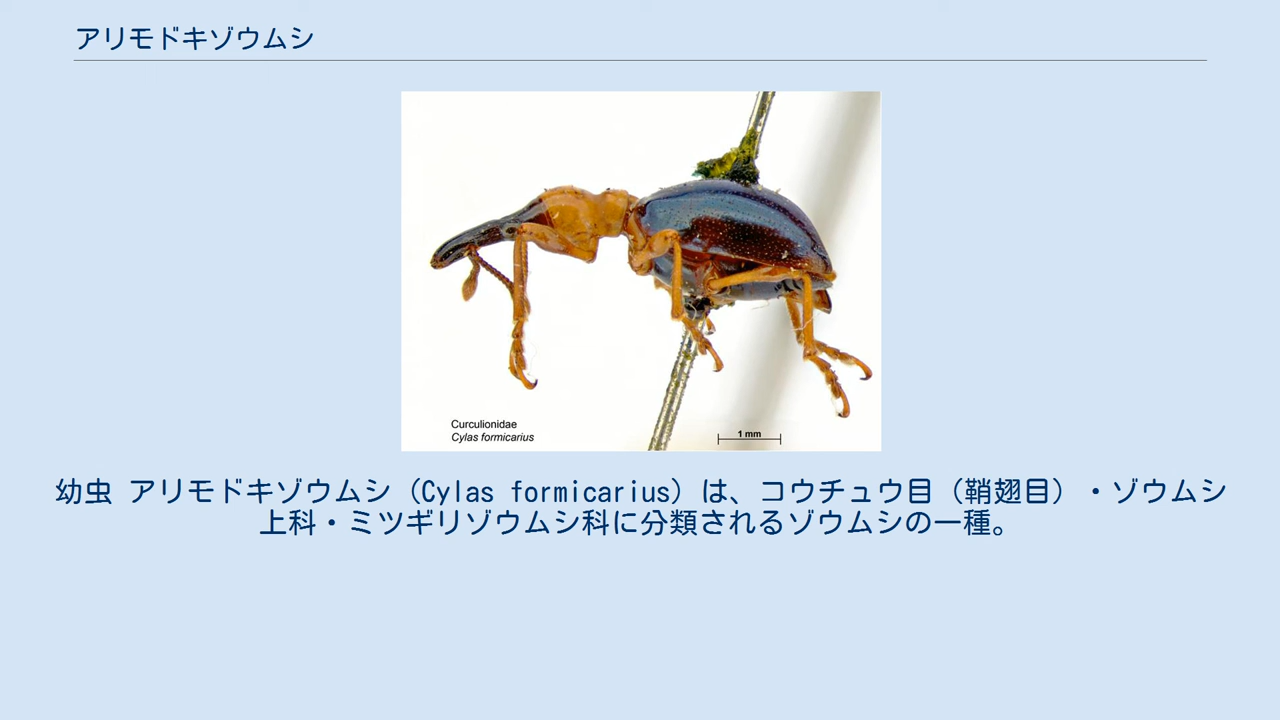 アリモドキゾウムシ
Curculionidae
Cylas formicarius
1 mm
幼虫 アリモドキゾウムシ（Cylas formicarius）は、コウチュウ目（鞘翅目）・ゾウムシ
上科・ミツギリゾウムシ科に分類されるゾウムシの一種。